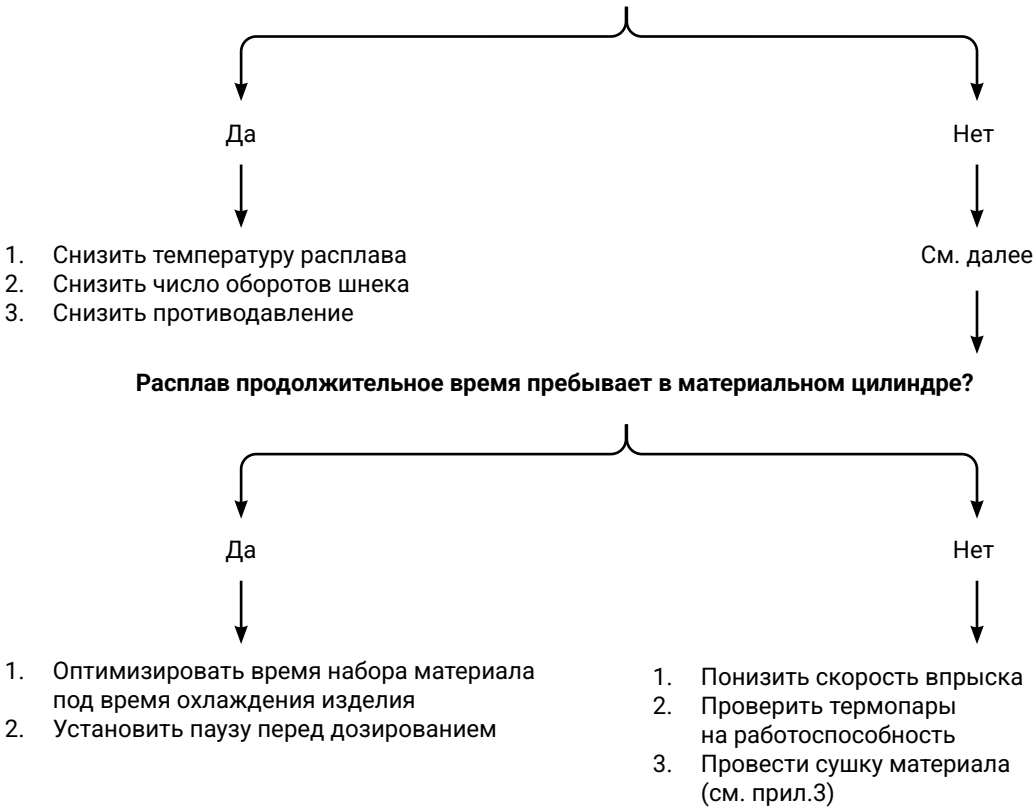 Да
Нет
1. Снизить температуру расплава
2. Снизить число оборотов шнека
3. Снизить противодавление
См. далее
Расплав продолжительное время пребывает в материальном цилиндре?
Да
Нет
1. Оптимизировать время набора материала
под время охлаждения изделия
2. Установить паузу перед дозированием
1. Понизить скорость впрыска
2. Проверить термопары
на работоспособность
3. Провести сушку материала
(см. прил.3)